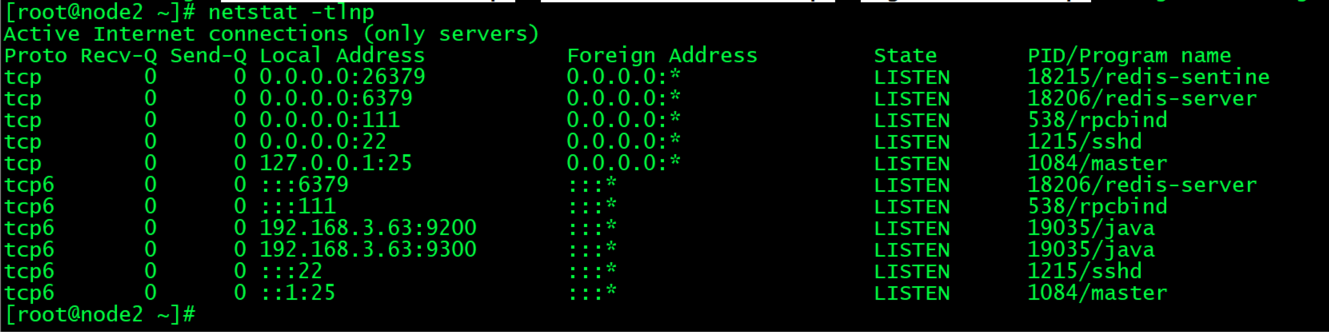 [root@node2 ~]# netstat -tlnp
Active Internet connections (only servers)
Proto Recv-Q Send-Q Local Address Foreign Address State PID/Program name
tcp 0 0 0.0.0.0:26379 0.0.0.0:* LISTEN 18215/redis-sentine
tcp 0 0 0.0.0.0:6379 0.0.0.0:* LISTEN 18206/redis-server
tcp 0 0 0.0.0.0:111 0.0.0.0:* LISTEN 538/rpcbind
tcp 0 0 0.0.0.0:22 0.0.0.0:* LISTEN 1215/sshd
tcp 0 0 127.0.0.1:25 0.0.0.0:* LISTEN 1084/master
tcp6 0 0 :::6379 :::* LISTEN 18206/redis-server
tcp6 0 0 :::111 :::* LISTEN 538/rpcbind
tcp6 0 0 192.168.3.63:9200 :::* LISTEN 19035/java
tcp6 0 0 192.168.3.63:9300 :::* LISTEN 19035/java
tcp6 0 0 :::22 :::* LISTEN 1215/sshd
tcp6 0 0 ::1:25 :::* LISTEN 1084/master
[root@node2 ~]#